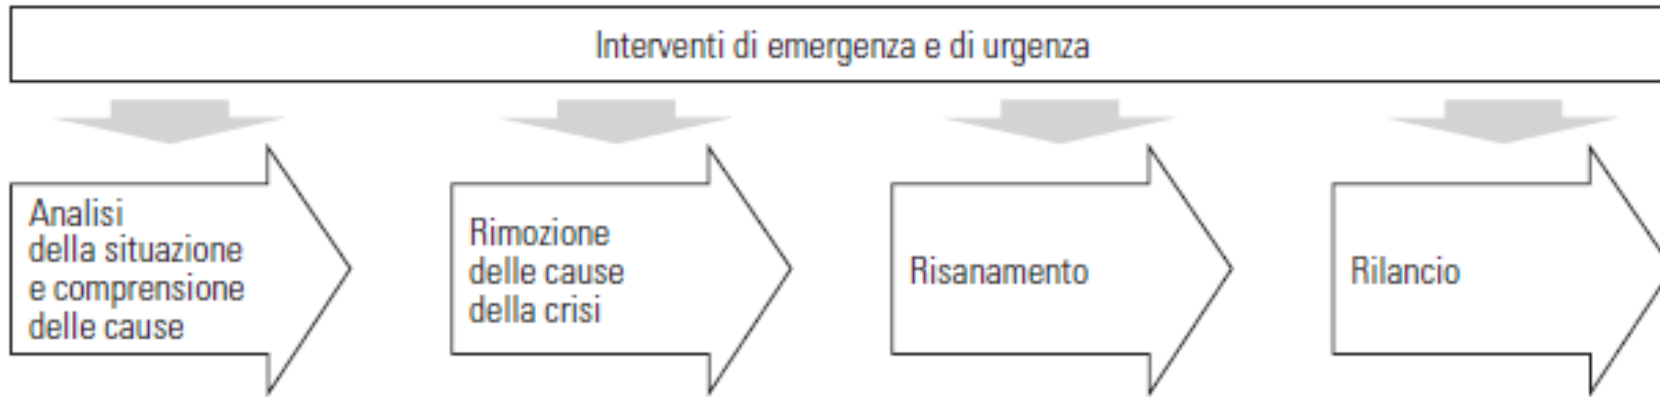 Interventi di emergenza e di urgenza
Analisi
della situazione
e comprensione
delle cause
Rimozione
delle cause
della crisi
Risanamento
Rilancio